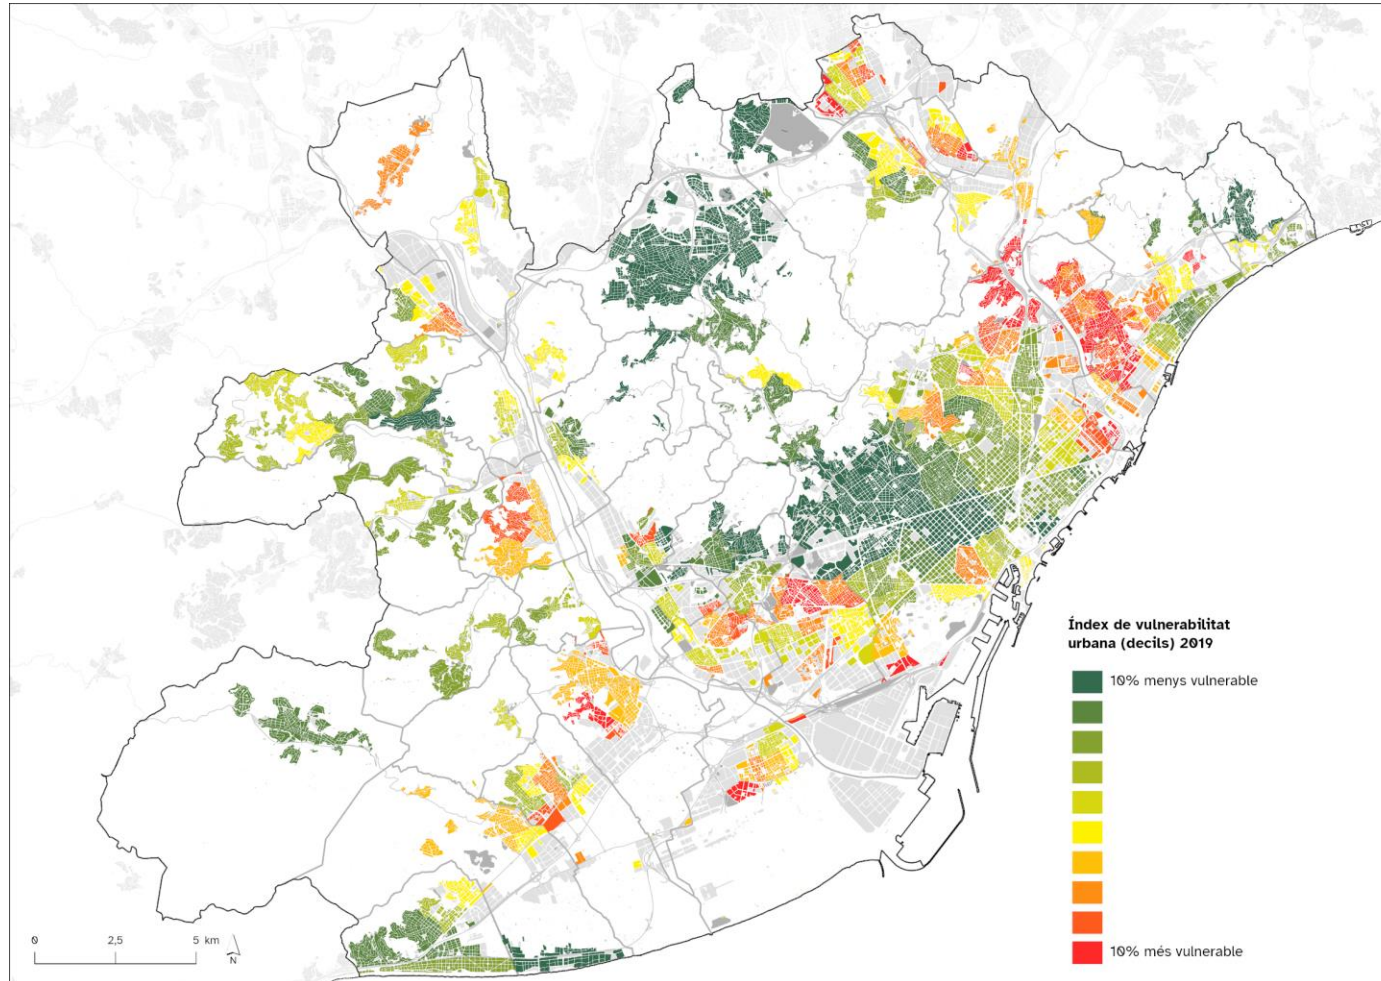 Índex de vulnerabilitat
urbana (decils) 2019
10% menys vulnerable
10% més vulnerable
0 2,5 5 km
N